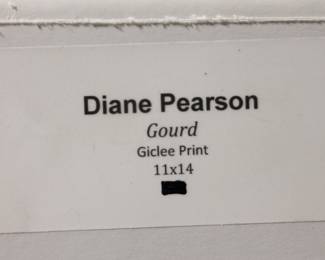 Diane Pearson
Gourd
Giclee Print
11x14